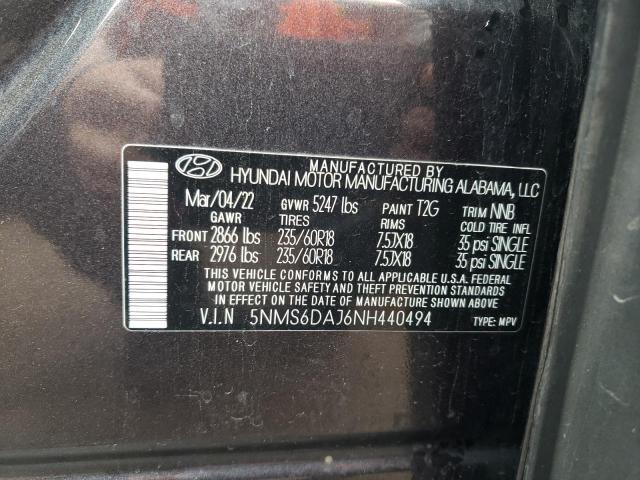 MANUFACTURED BY
HYUNDAI MOTOR MANUFACTURING ALABAMA, LLC
Mar/04/22 GVWR 5247 lbs PAINT T2G TRIM NNB
GAWR TIRES RIMS COLD TIRE INFL
FRONT 2866 lbs 235/60R18 7.5JX18 35 psi SINGLE
REAR 2976 lbs 235/60R18 7.5JX18 35 psi SINGLE
THIS VEHICLE CONFORMS TO ALL APPLICABLE U.S.A. FEDERAL
MOTOR VEHICLE SAFETY, BUMPER, AND THEFT PREVENTION STANDARDS
IN EFFECT ON THE DATE OF MANUFACTURE SHOWN ABOVE.
V.I.N 5NMS6DAJ6NH440494 TYPE: MPV